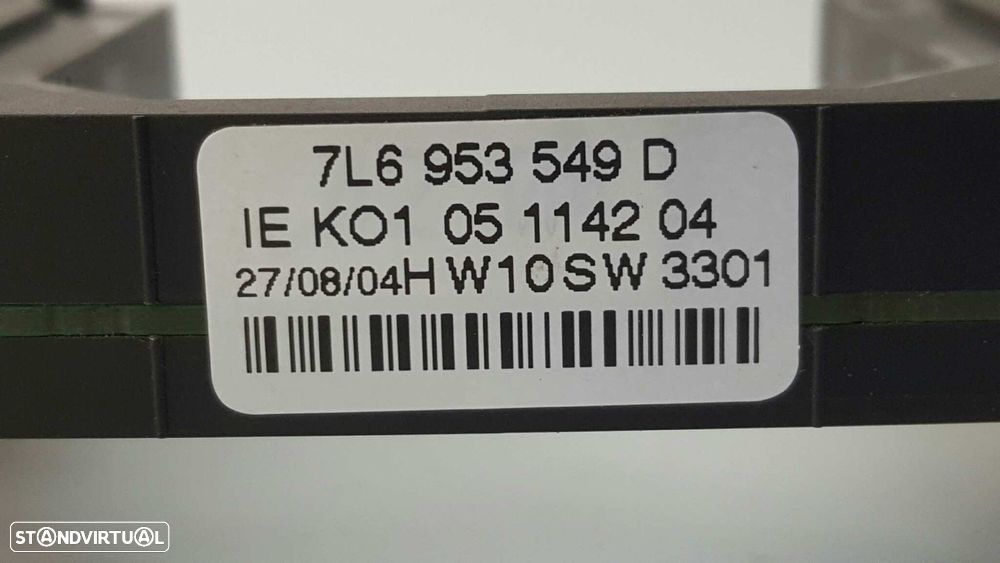 7L6 953 549 D
IE KO1 05 1142 04
27/08/04H W10SW 3301
STANDVIRTUAL